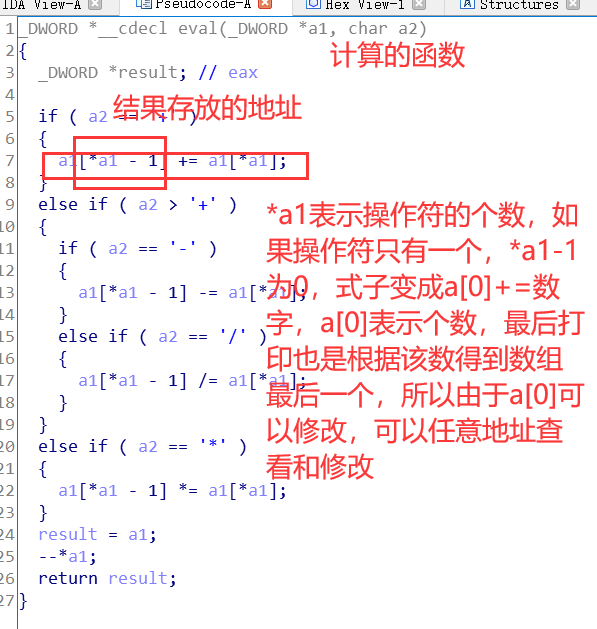 IDA View-A Pseudocode-A Hex View-1 Structures
1 _DWORD *__cdecl eval(_DWORD *a1, char a2)
2 {
计算的函数
3 _DWORD *result; // eax
4
结果存放的地址
5 if ( a2 == '+' )
6 {
7 a1[*a1 - 1] += a1[*a1];
8 }
9 else if ( a2 > '+' )
10 {
11 if ( a2 == '-' )
12 {
13 a1[*a1 - 1] -= a1[*a1];
14 }
15 else if ( a2 == '/' )
16 {
17 a1[*a1 - 1] /= a1[*a1];
18 }
19 }
20 else if ( a2 == '*' )
21 {
22 a1[*a1 - 1] *= a1[*a1];
23 }
24 result = a1;
25 --*a1;
26 return result;
27 }
*a1表示操作符的个数，如
果操作符只有一个，*a1-1
为0，式子变成a[0]+=数
字，a[0]表示个数，最后打
印也是根据该数得到数组
最后一个，所以由于a[0]可
以修改，可以任意地址查
看和修改